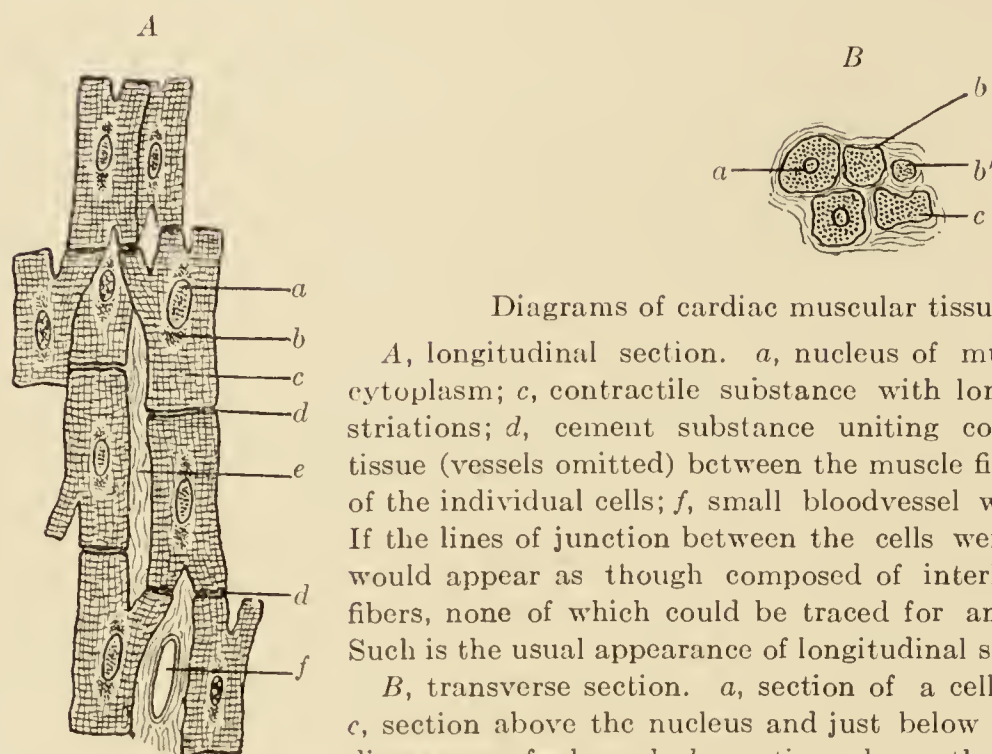 A
B
b
a
b'
c
a
b
c
d
e
d
f
Diagrams of cardiac muscular tissu
A, longitudinal section. a, nucleus of m
cytoplasm; c, contractile substance with lon
striations; d, cement substance uniting co
tissue (vessels omitted) between the muscle fi
of the individual cells; f, small bloodvessel w
If the lines of junction between the cells we
would appear as though composed of inter
fibers, none of which could be traced for an
Such is the usual appearance of longitudinal s
B, transverse section. a, section of a cell
c, section above the nucleus and just below